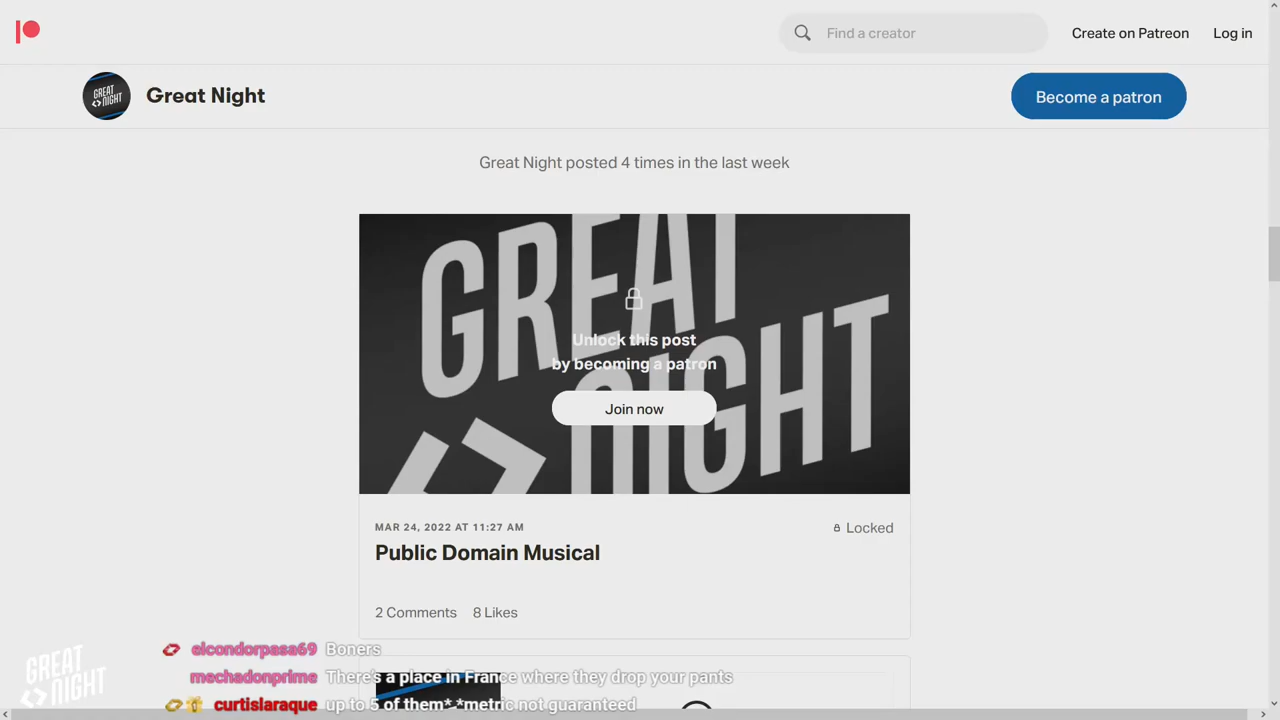 Find a creator
Create on Patreon
Log in
GREAT
NIGHT
Great Night
Become a patron
Great Night posted 4 times in the last week
GREAT
NIGHT
Unlock this post
by becoming a patron
Join now
MAR 24, 2022 AT 11:27 AM
Locked
Public Domain Musical
2 Comments 8 Likes
elcondorpasa69 Boners
mechadonprime There's a place in France where they drop your pants
curtislaraque up to 5 of them* *metric not guaranteed
GREAT
NIGHT